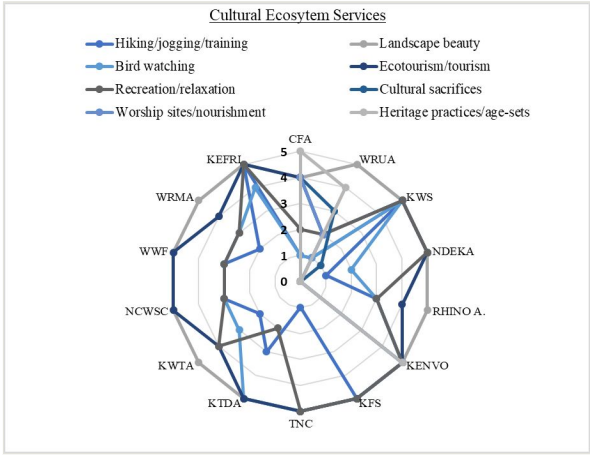 Cultural Ecosytem Services
Hiking/jogging/training
Landscape beauty
Bird watching
Ecotourism/tourism
Recreation/relaxation
Cultural sacrifices
Worship sites/nourishment
Heritage practices/age-sets
CFA
WRUA
KWS
NDEKA
RHINO A.
KENVO
KFS
TNC
KTDA
KWTA
NCWSC
WWF
WRMA
KEFRI
5
4
3
2
1
0